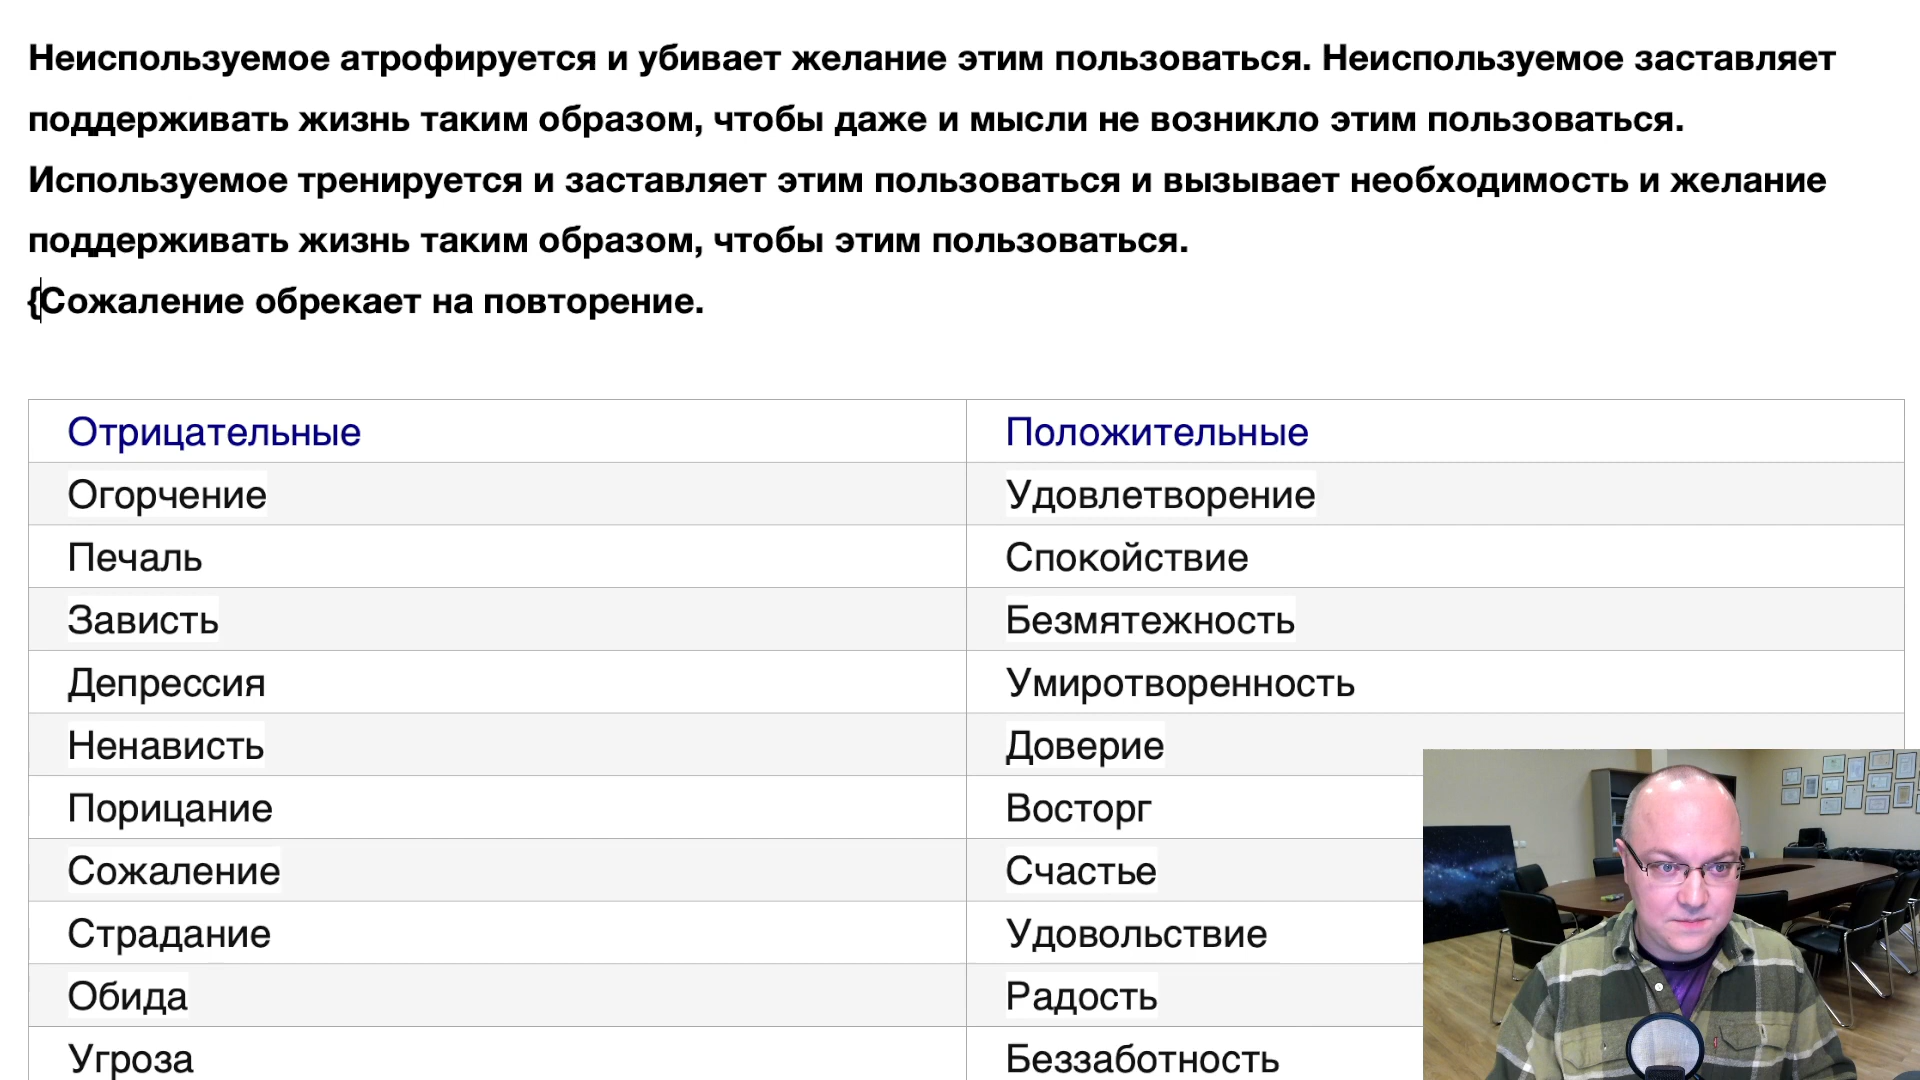 Неиспользуемое атрофируется и убивает желание этим пользоваться. Неиспользуемое заставляет
поддерживать жизнь таким образом, чтобы даже и мысли не возникло этим пользоваться.
Используемое тренируется и заставляет этим пользоваться и вызывает необходимость и желание
поддерживать жизнь таким образом, чтобы этим пользоваться.
{Сожаление обрекает на повторение.
Отрицательные Положительные
Огорчение Удовлетворение
Печаль Спокойствие
Зависть Безмятежность
Депрессия Умиротворенность
Ненависть Доверие
Порицание Восторг
Сожаление Счастье
Страдание Удовольствие
Обида Радость
Угроза Беззаботность